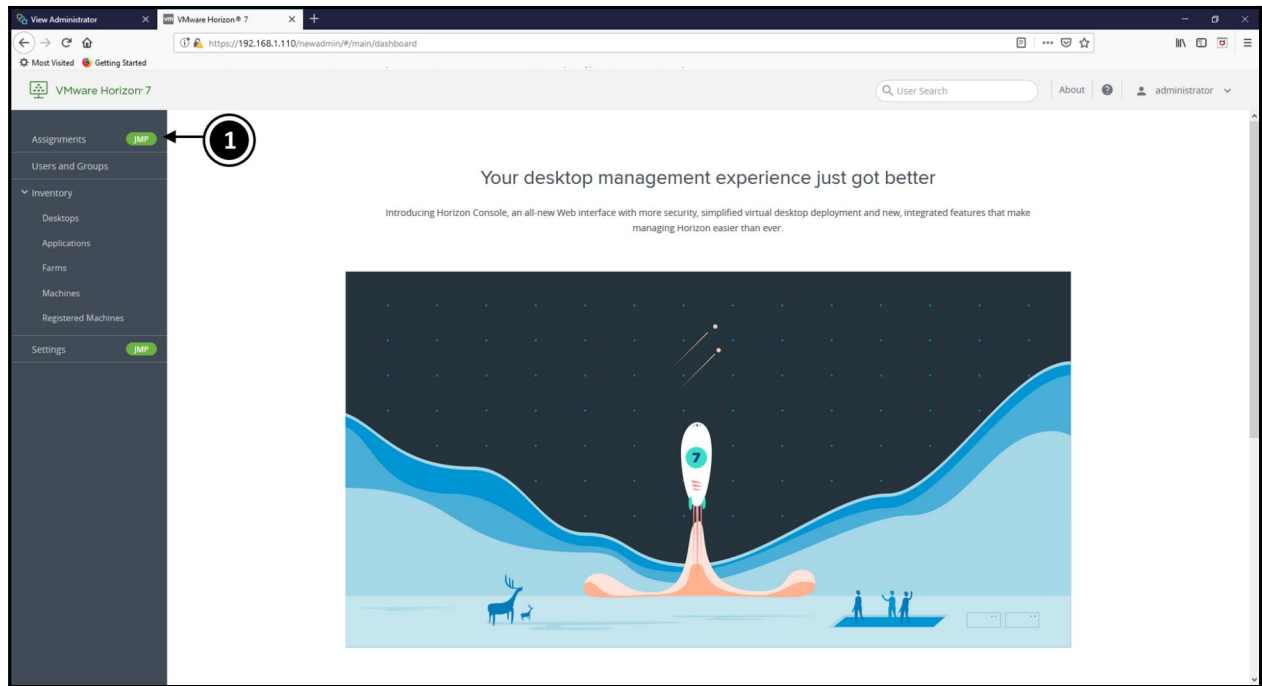 View Administrator
vm VMware Horizon® 7
https://192.168.1.110/newadmin/#/main/dashboard
Most Visited Getting Started
VMware Horizon® 7
User Search
About
administrator
Assignments JMP
1
Users and Groups
Inventory
Desktops
Applications
Farms
Machines
Registered Machines
Settings JMP
Your desktop management experience just got better
Introducing Horizon Console, an all-new Web interface with more security, simplified virtual desktop deployment and new, integrated features that make
managing Horizon easier than ever.
7